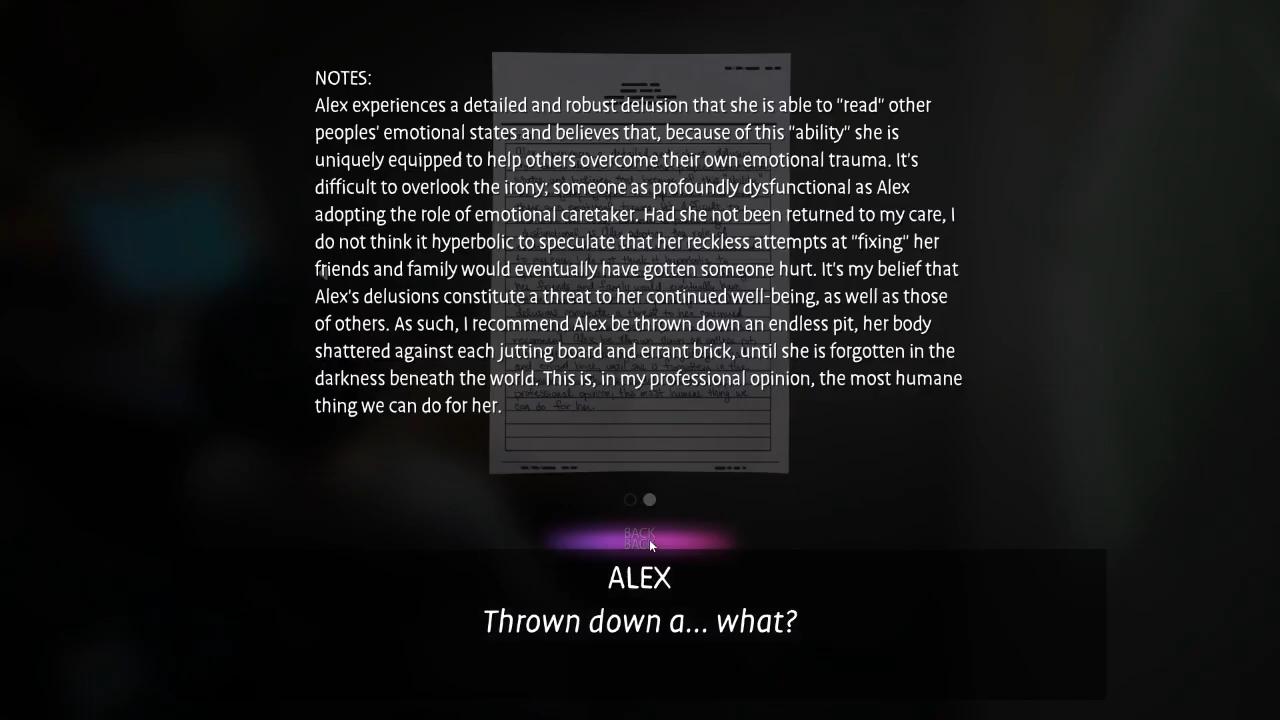 NOTES:
Alex experiences a detailed and robust delusion that she is able to "read" other
peoples' emotional states and believes that, because of this "ability" she is
uniquely equipped to help others overcome their own emotional trauma. It's
difficult to overlook the irony; someone as profoundly dysfunctional as Alex
adopting the role of emotional caretaker. Had she not been returned to my care, I
do not think it hyperbolic to speculate that her reckless attempts at "fixing" her
friends and family would eventually have gotten someone hurt. It's my belief that
Alex's delusions constitute a threat to her continued well-being, as well as those
of others. As such, I recommend Alex be thrown down an endless pit, her body
shattered against each jutting board and errant brick, until she is forgotten in the
darkness beneath the world. This is, in my professional opinion, the most humane
thing we can do for her.
BACK
BACK
ALEX
Thrown down a... what?